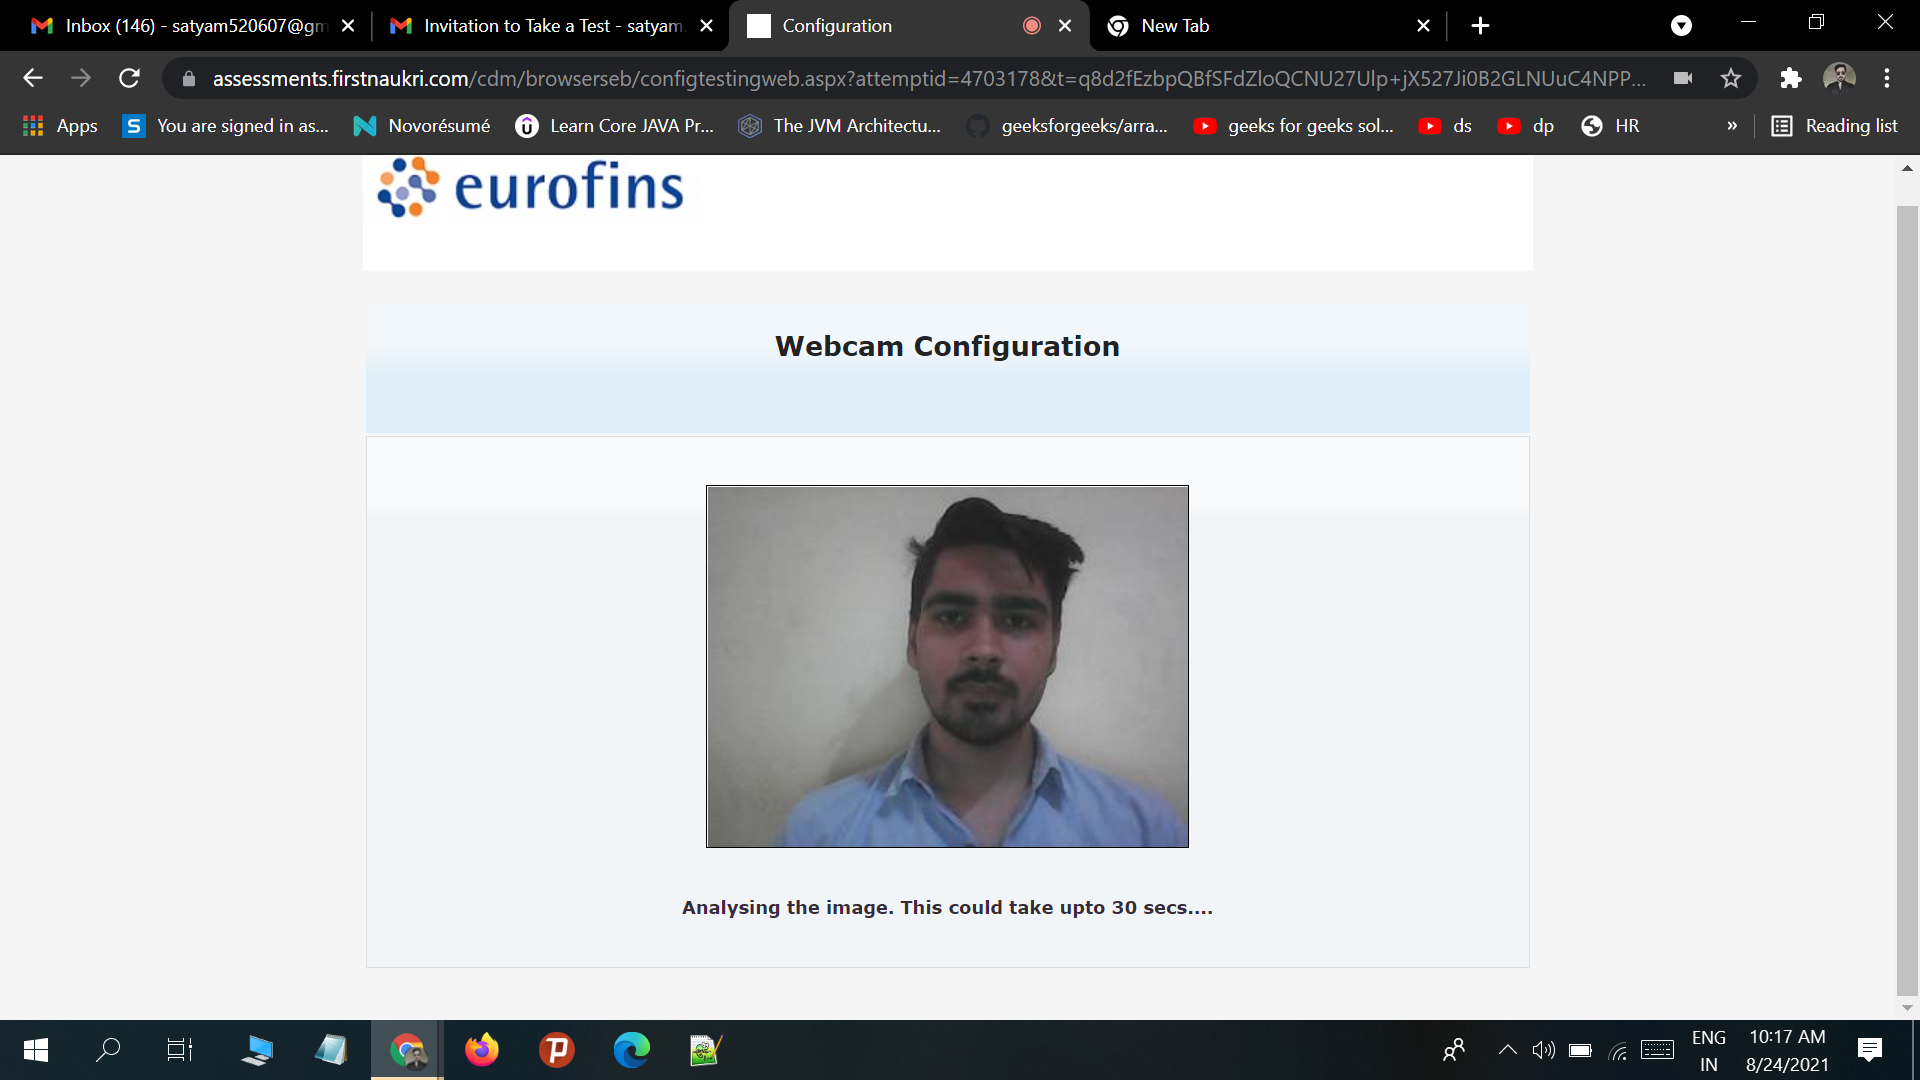 Inbox (146) - satyam520607@gm
Invitation to Take a Test - satyam
Configuration
New Tab
assessments.firstnaukri.com/cdm/browserseb/configtestingweb.aspx?attemptid=4703178&t=q8d2fEzbpQBfSFdZloQCNU27Ulp+jX527Ji0B2GLNUuC4NPP...
Apps
You are signed in as...
Novorésumé
Learn Core JAVA Pr...
The JVM Architectu...
geeksforgeeks/arra...
geeks for geeks sol...
ds
dp
HR
»
Reading list
eurofins
Webcam Configuration
Analysing the image. This could take upto 30 secs....
ENG
IN
10:17 AM
8/24/2021